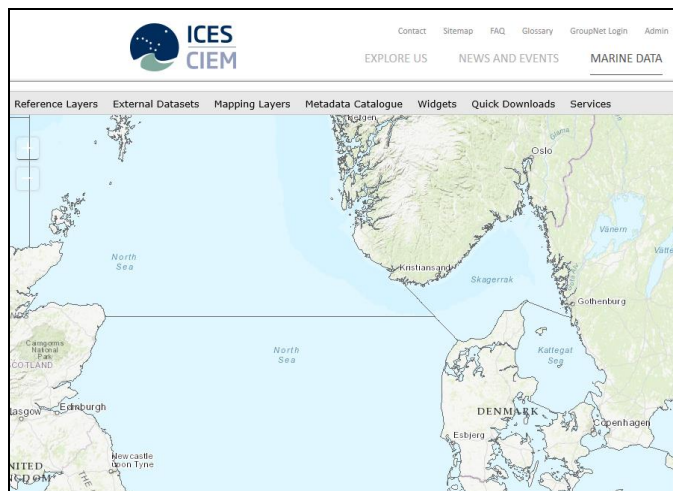 ICES
CIEM
Contact Sitemap FAQ Glossary GroupNet Login Admin
EXPLORE US NEWS AND EVENTS MARINE DATA
Reference Layers External Datasets Mapping Layers Metadata Catalogue Widgets Quick Downloads Services
Oslo
Vänern
North
Sea
Kristiansand
Skagerrak
Gothenburg
North
Sea
Kattegat
Sea
Cairngorms
National
Park
SCOTLAND
Edinburgh
DENMARK
Copenhagen
Esbjerg
Newcastle
upon Tyne